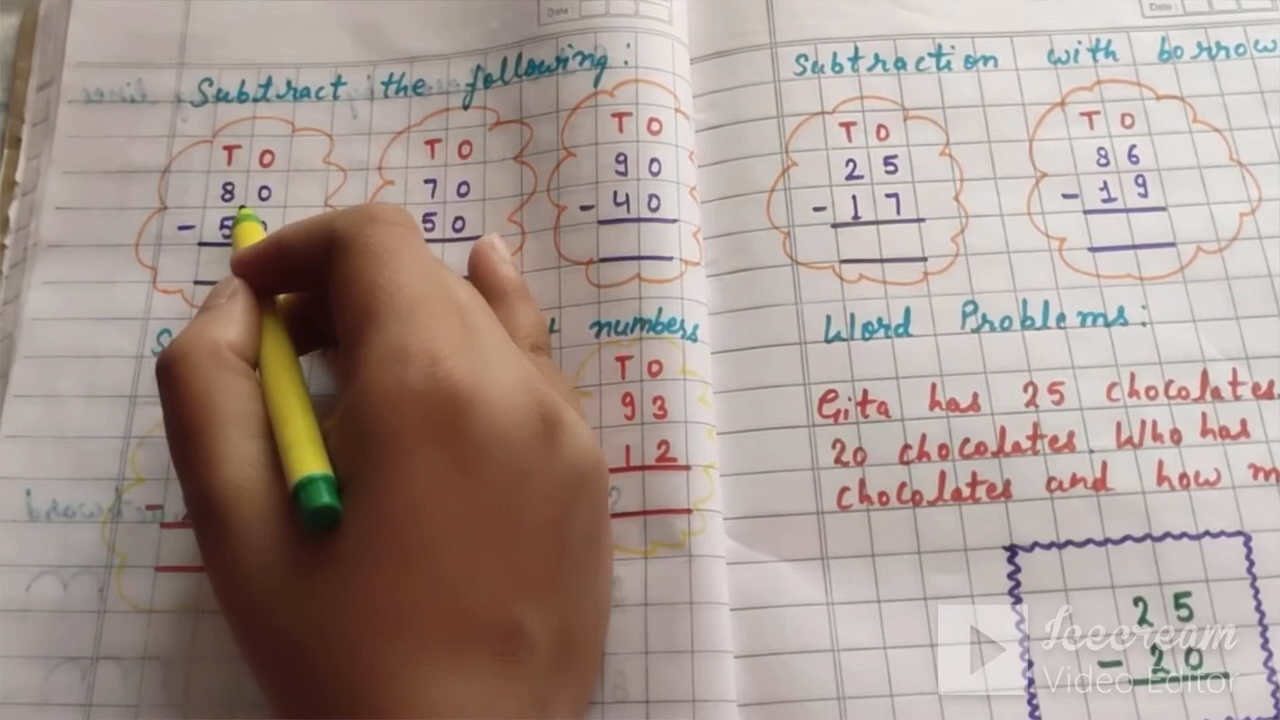 Date:
Subtract the following:
T O
8 0
- 5
T O
7 0
5 0
T O
9 0
- 4 0
numbers
T O
9 3
1 2
Date:
Subtraction with borrow
T O
2 5
- 1 7
T O
8 6
- 1 9
Word Problems:
Gita has 25 chocolates
20 chocolates. Who has
chocolates and how m
2 5
- 2 0
Icecream
Video Editor